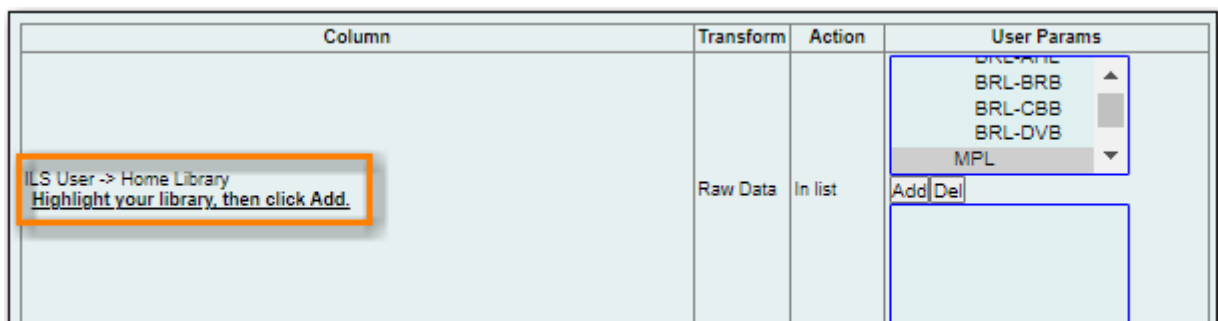 Column Transform Action User Params
BRL-BRB
BRL-CBB
BRL-DVB
MPL
ILS User -> Home Library
Highlight your library, then click Add.
Raw Data In list
Add Del